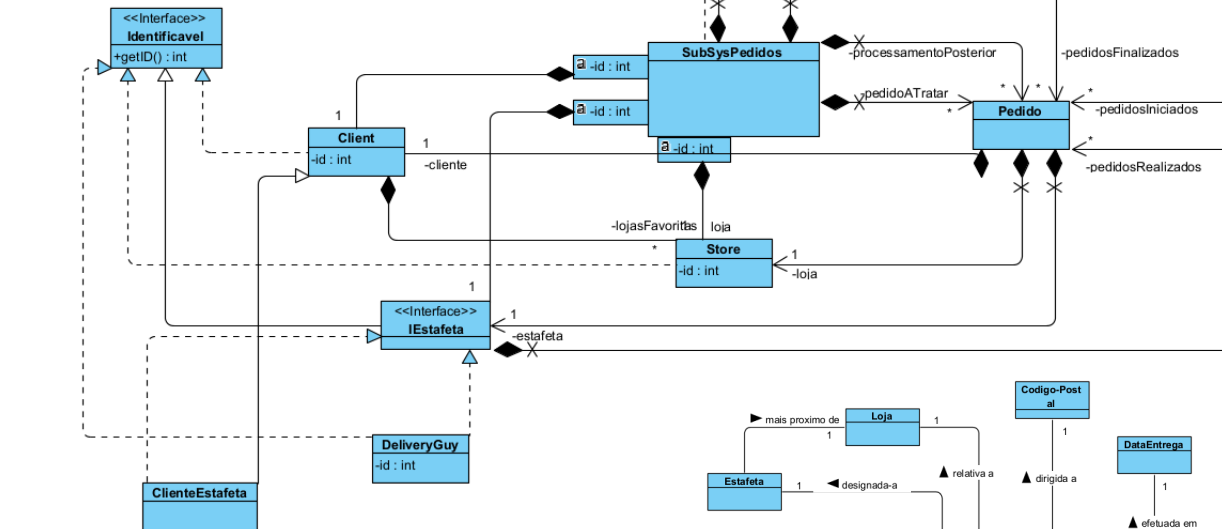 <<Interface>>
Identificavel
+getID() : int
a -id : int
SubSysPedidos
-processamentoPosterior
-pedidosFinalizados
-pedidoATratar
*
*
*
*
-pedidosIniciados
a -id : int
Pedido
1
Client
-id : int
1
-cliente
a -id : int
*
-pedidosRealizados
-lojasFavoritas
loja
*
Store
-id : int
1
-loja
1
<<Interface>>
IEstafeta
1
-estafeta
DeliveryGuy
-id : int
ClienteEstafeta
mais proximo de
1
Loja
1
Codigo-Post
al
1
DataEntrega
1
Estafeta
1
designada-a
relativa a
dirigida a
efetuada em